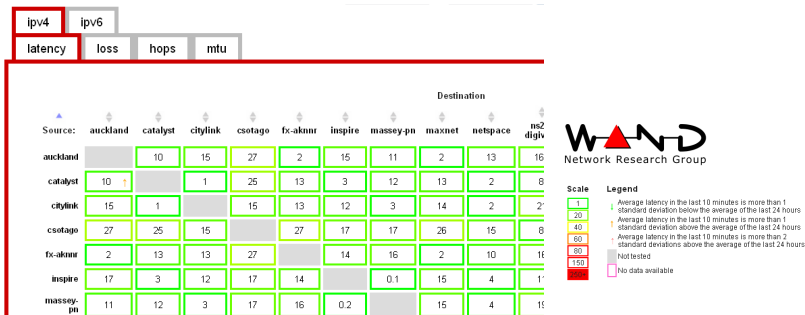 ipv4 ipv6
latency loss hops mtu
Destination
Source: auckland catalyst citylink csotago fx-aknnr inspire massey-pn maxnet netspace
auckland 10 15 27 2 15 11 2 13 16
catalyst 10 ↑ 1 25 13 3 12 13 2 8
citylink 15 1 15 13 12 3 14 2 21
csotago 27 25 15 27 17 17 26 15 8
fx-aknnr 2 13 13 27 14 16 2 10 16
inspire 17 3 12 17 14 0.1 15 4 11
massey-pn 11 12 3 17 16 0.2 15 4 19
WAND
Network Research Group
Scale Legend
1
20
40
60
80
150
↓ Average latency in the last 10 minutes is more than 1
standard deviation below the average of the last 24 hours
↑ Average latency in the last 10 minutes is more than 1
standard deviation above the average of the last 24 hours
↑ Average latency in the last 10 minutes is more than 2
standard deviations above the average of the last 24 hours
Not tested
No data available